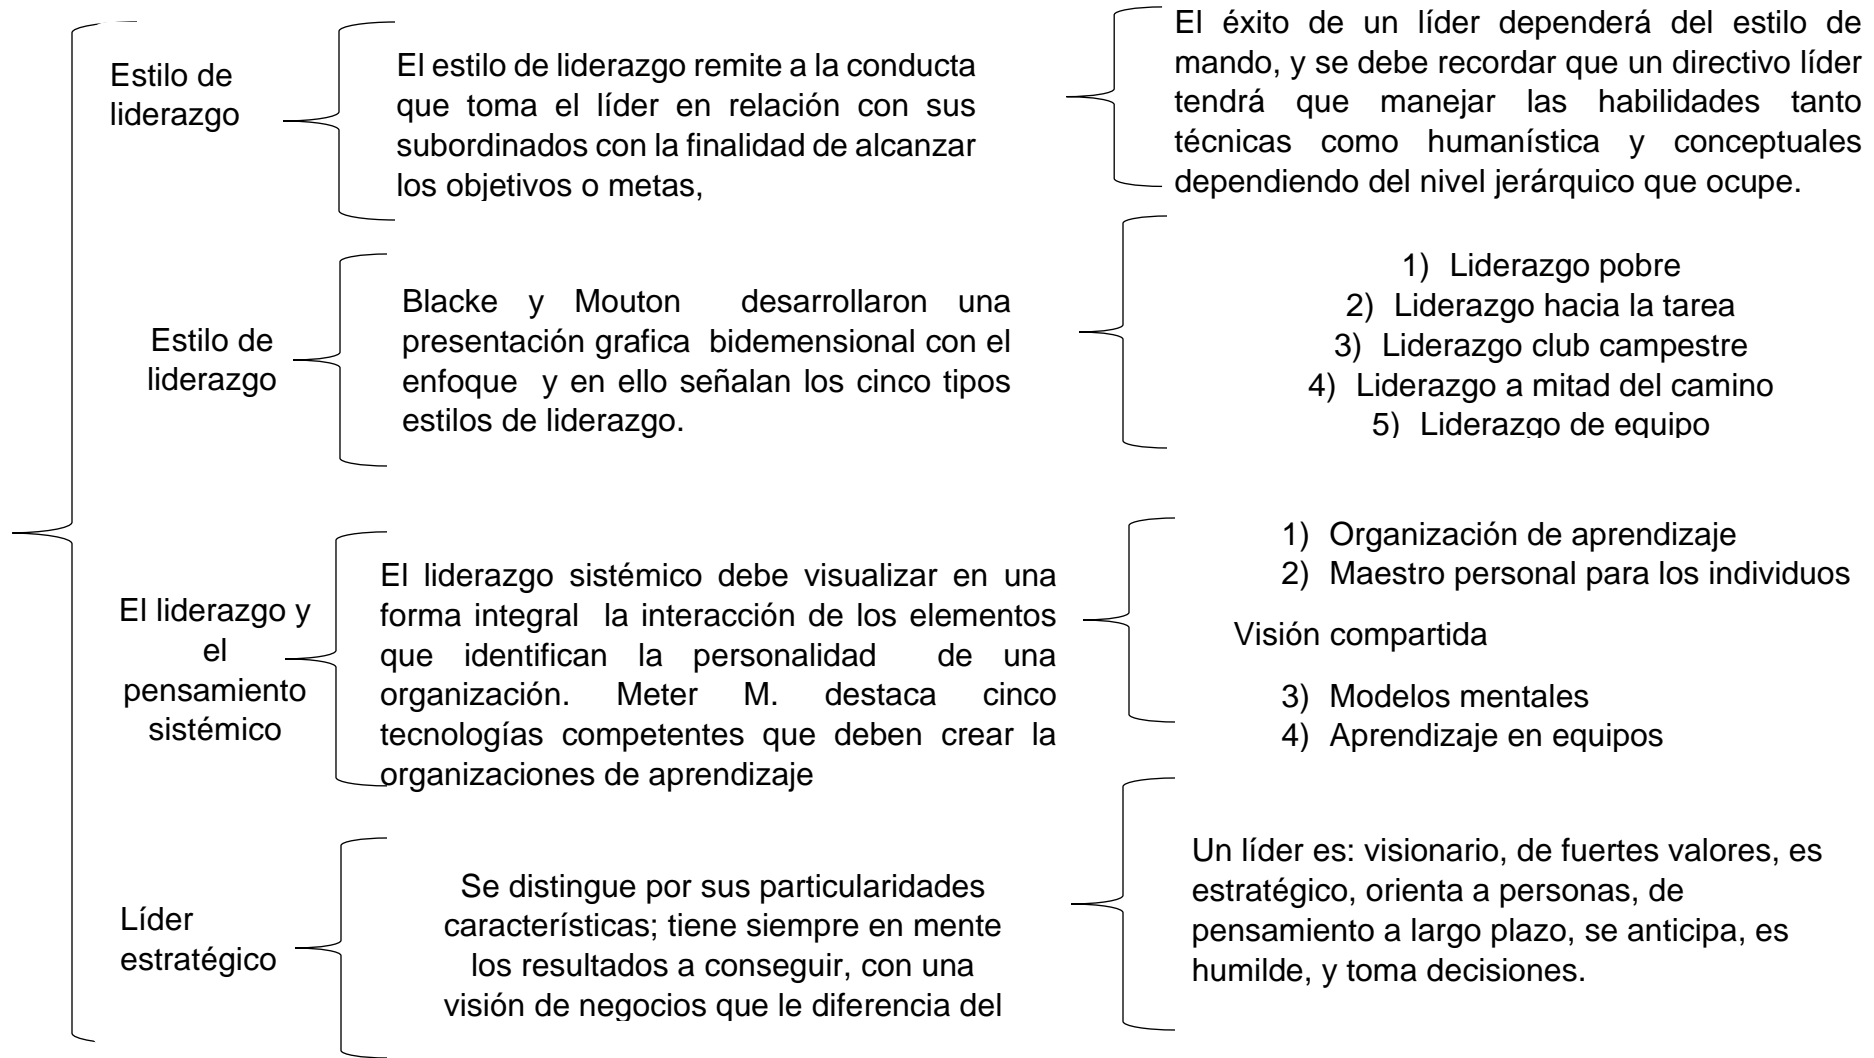 Estilo de
liderazgo
El estilo de liderazgo remite a la conducta
que toma el líder en relación con sus
subordinados con la finalidad de alcanzar
los objetivos o metas,
El éxito de un líder dependerá del estilo de
mando, y se debe recordar que un directivo líder
tendrá que manejar las habilidades tanto
técnicas como humanística y conceptuales
dependiendo del nivel jerárquico que ocupe.
Estilo de
liderazgo
Blacke y Mouton desarrollaron una
presentación grafica bidemensional con el
enfoque y en ello señalan los cinco tipos
estilos de liderazgo.
1) Liderazgo pobre
2) Liderazgo hacia la tarea
3) Liderazgo club campestre
4) Liderazgo a mitad del camino
5) Liderazgo de equipo
El liderazgo y
el
pensamiento
sistémico
El liderazgo sistémico debe visualizar en una
forma integral la interacción de los elementos
que identifican la personalidad de una
organización. Meter M. destaca cinco
tecnologías competentes que deben crear la
organizaciones de aprendizaje
1) Organización de aprendizaje
2) Maestro personal para los individuos
Visión compartida
3) Modelos mentales
4) Aprendizaje en equipos
Líder
estratégico
Se distingue por sus particularidades
características; tiene siempre en mente
los resultados a conseguir, con una
visión de negocios que le diferencia del
Un líder es: visionario, de fuertes valores, es
estratégico, orienta a personas, de
pensamiento a largo plazo, se anticipa, es
humilde, y toma decisiones.